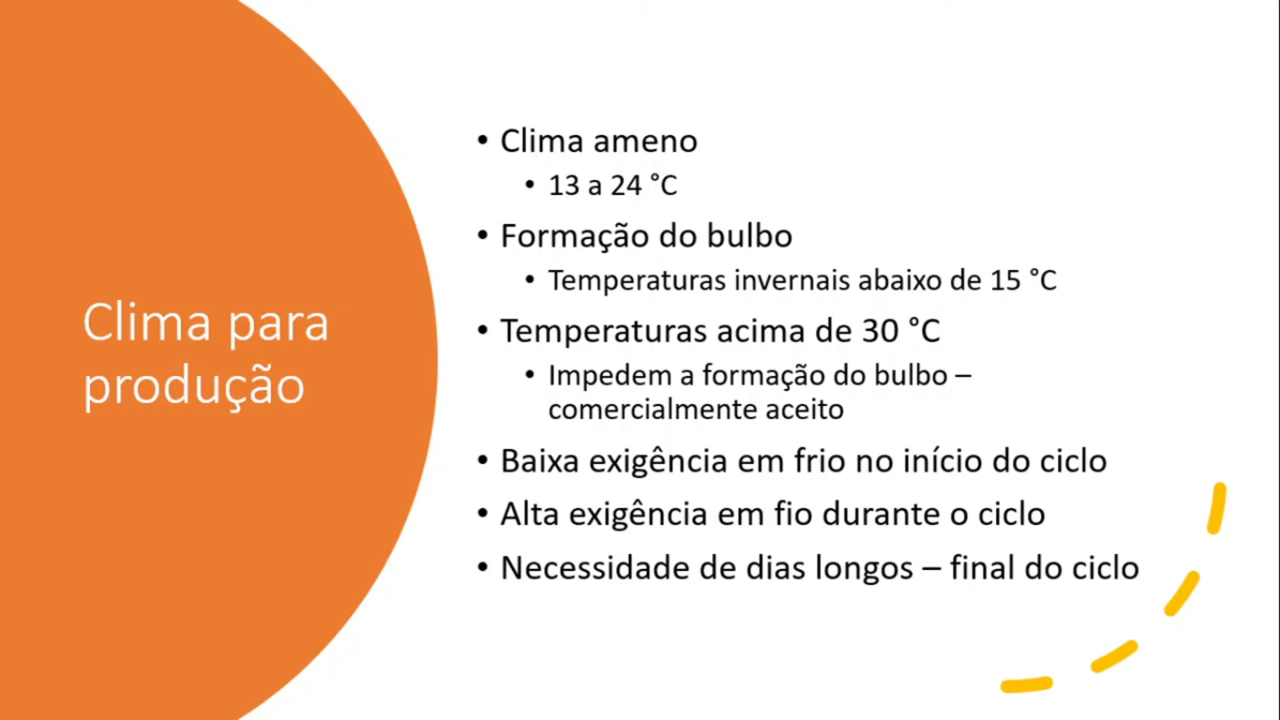 Clima para
produção
• Clima ameno
• 13 a 24 °C
• Formação do bulbo
• Temperaturas invernais abaixo de 15 °C
• Temperaturas acima de 30 °C
• Impedem a formação do bulbo –
comercialmente aceito
• Baixa exigência em frio no início do ciclo
• Alta exigência em fio durante o ciclo
• Necessidade de dias longos – final do ciclo